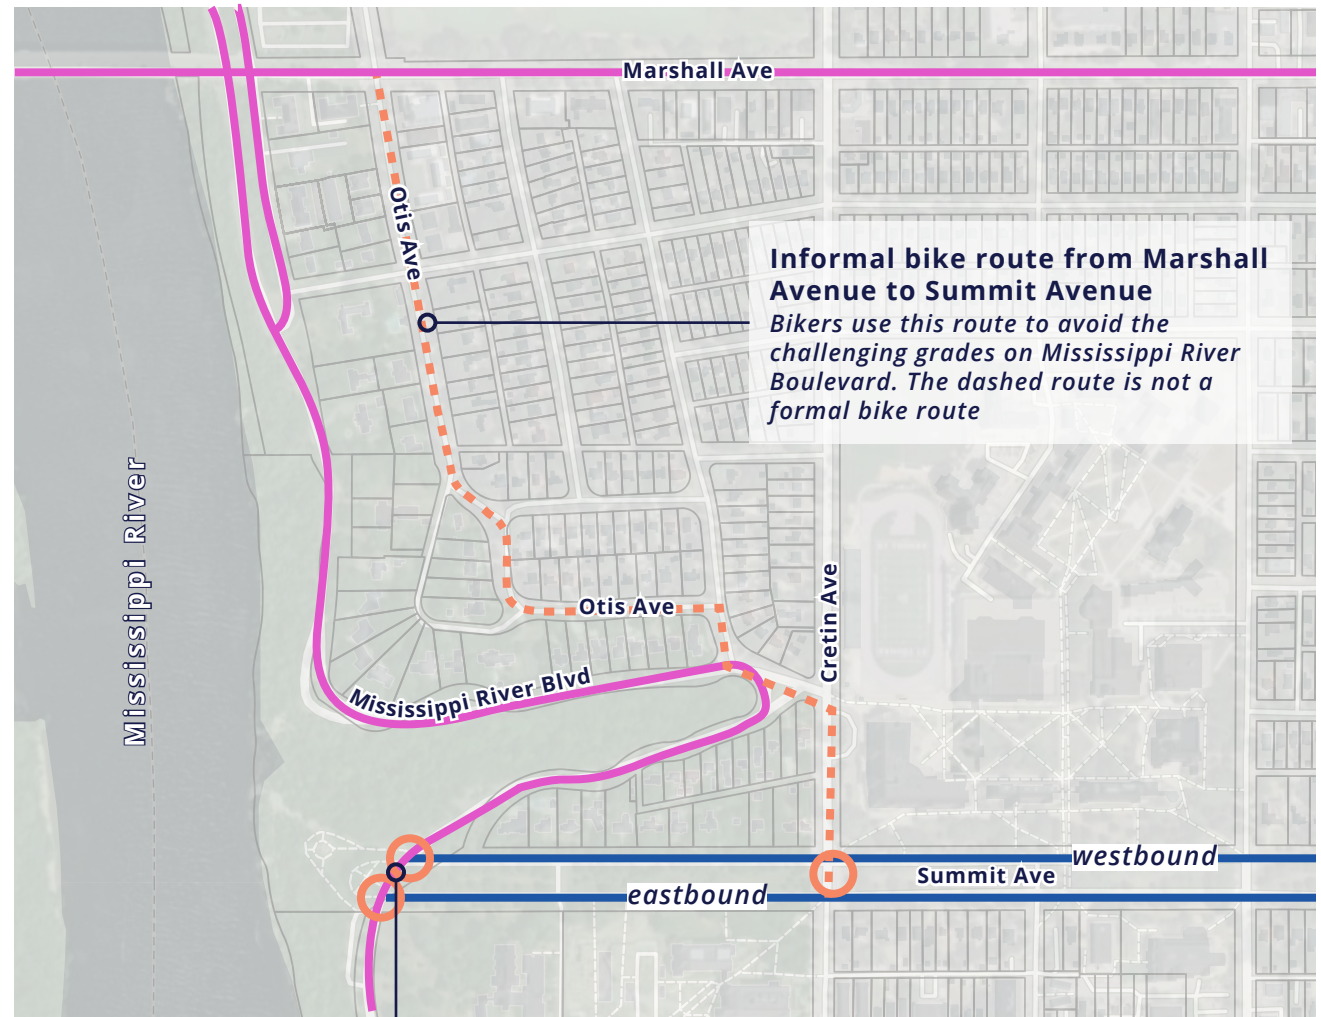 Marshall Ave
Otis Ave
Informal bike route from Marshall
Avenue to Summit Avenue
Bikers use this route to avoid the
challenging grades on Mississippi River
Boulevard. The dashed route is not a
formal bike route
Mississippi River
Cretin Ave
Otis Ave
Mississippi River Blvd
westbound
Summit Ave
eastbound